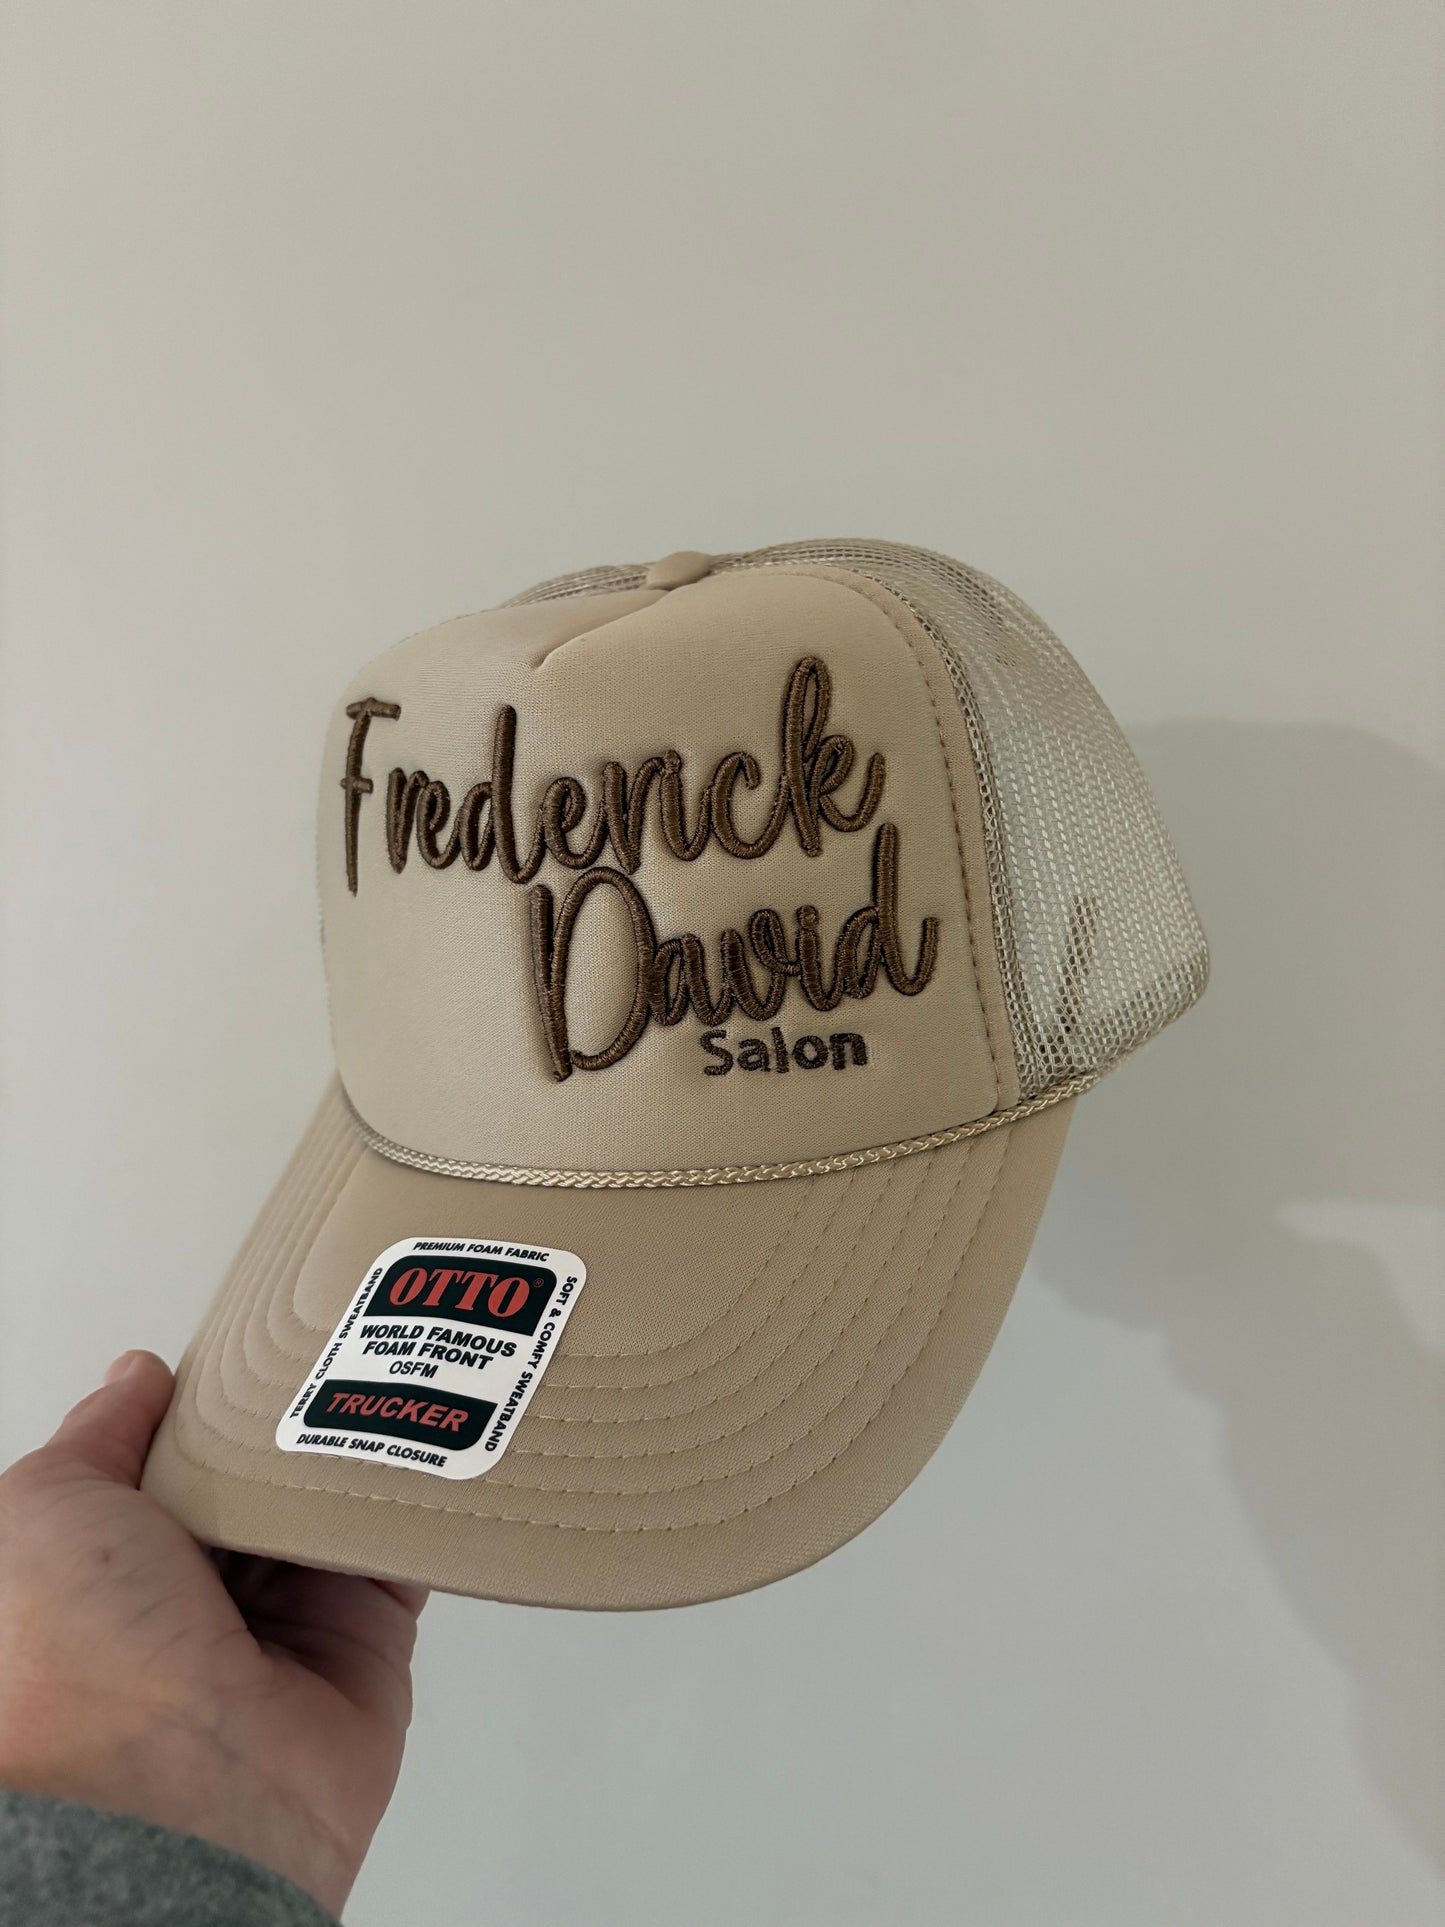 Frederick
David
Salon
PREMIUM FOAM FABRIC
OTTO®
WORLD FAMOUS
FOAM FRONT
OSFM
TRUCKER
DURABLE SNAP CLOSURE
TERRY CLOTH SWEATBAND
SOFT & COMFY SWEATBAND